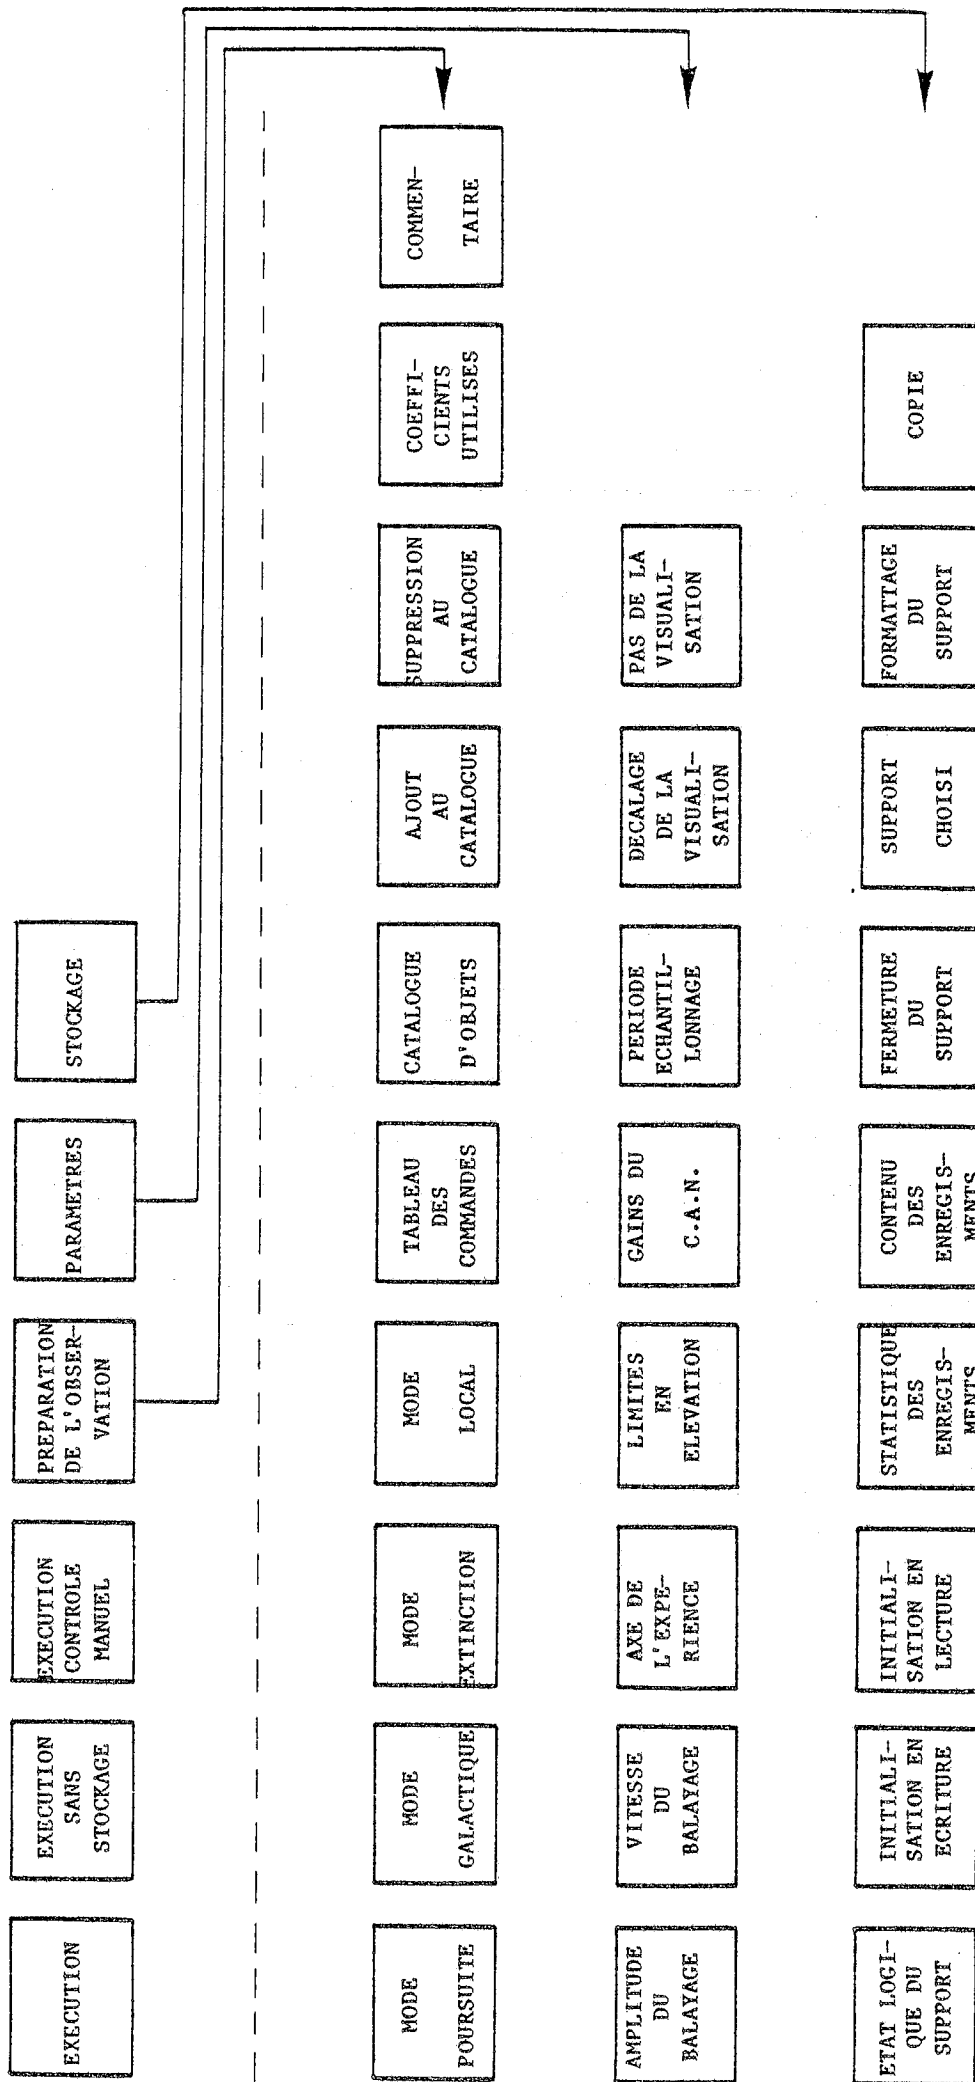 EXECUTION
EXECUTION
SANS
STOCKAGE
EXECUTION
CONTROLE
MANUEL
PREPARATION
DE L'OBSER-
VATION
PARAMETRES
STOCKAGE
MODE
POURSUITE
MODE
GALACTIQUE
MODE
EXTINCTION
MODE
LOCAL
TABLEAU
DES
COMMANDES
CATALOGUE
D'OBJETS
AJOUT
AU
CATALOGUE
SUPPRESSION
AU
CATALOGUE
COEFFI-
CIENTS
UTILISES
COMMEN-
TAIRE
AMPLITUDE
DU
BALAYAGE
VITESSE
DU
BALAYAGE
AXE DE
L'EXPE-
RIENCE
LIMITES
EN
ELEVATION
GAINS DU
C.A.N.
PERIODE
ECHANTIL-
LONNAGE
DECALAGE
DE LA
VISUALI-
SATION
PAS DE LA
VISUALI-
SATION
ETAT LOGI-
QUE DU
SUPPORT
INITIALI-
SATION EN
ECRITURE
INITIALI-
SATION EN
LECTURE
STATISTIQUE
DES
ENREGIS-
MENTS
CONTENU
DES
ENREGIS-
MENTS
FERMETURE
DU
SUPPORT
SUPPORT
CHOISI
FORMATTAGE
DU
SUPPORT
COPIE